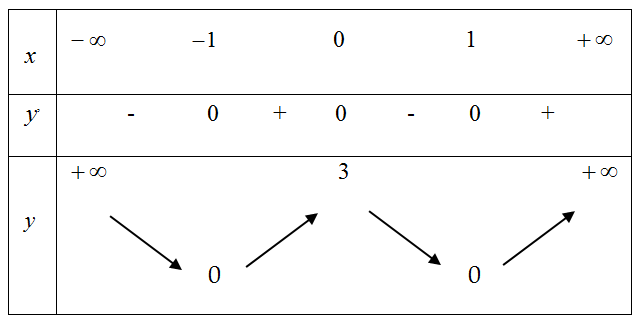 x − ∞ −1 0 1 + ∞
y' - 0 + 0 - 0 +
+ ∞ 3 + ∞
y
0 0